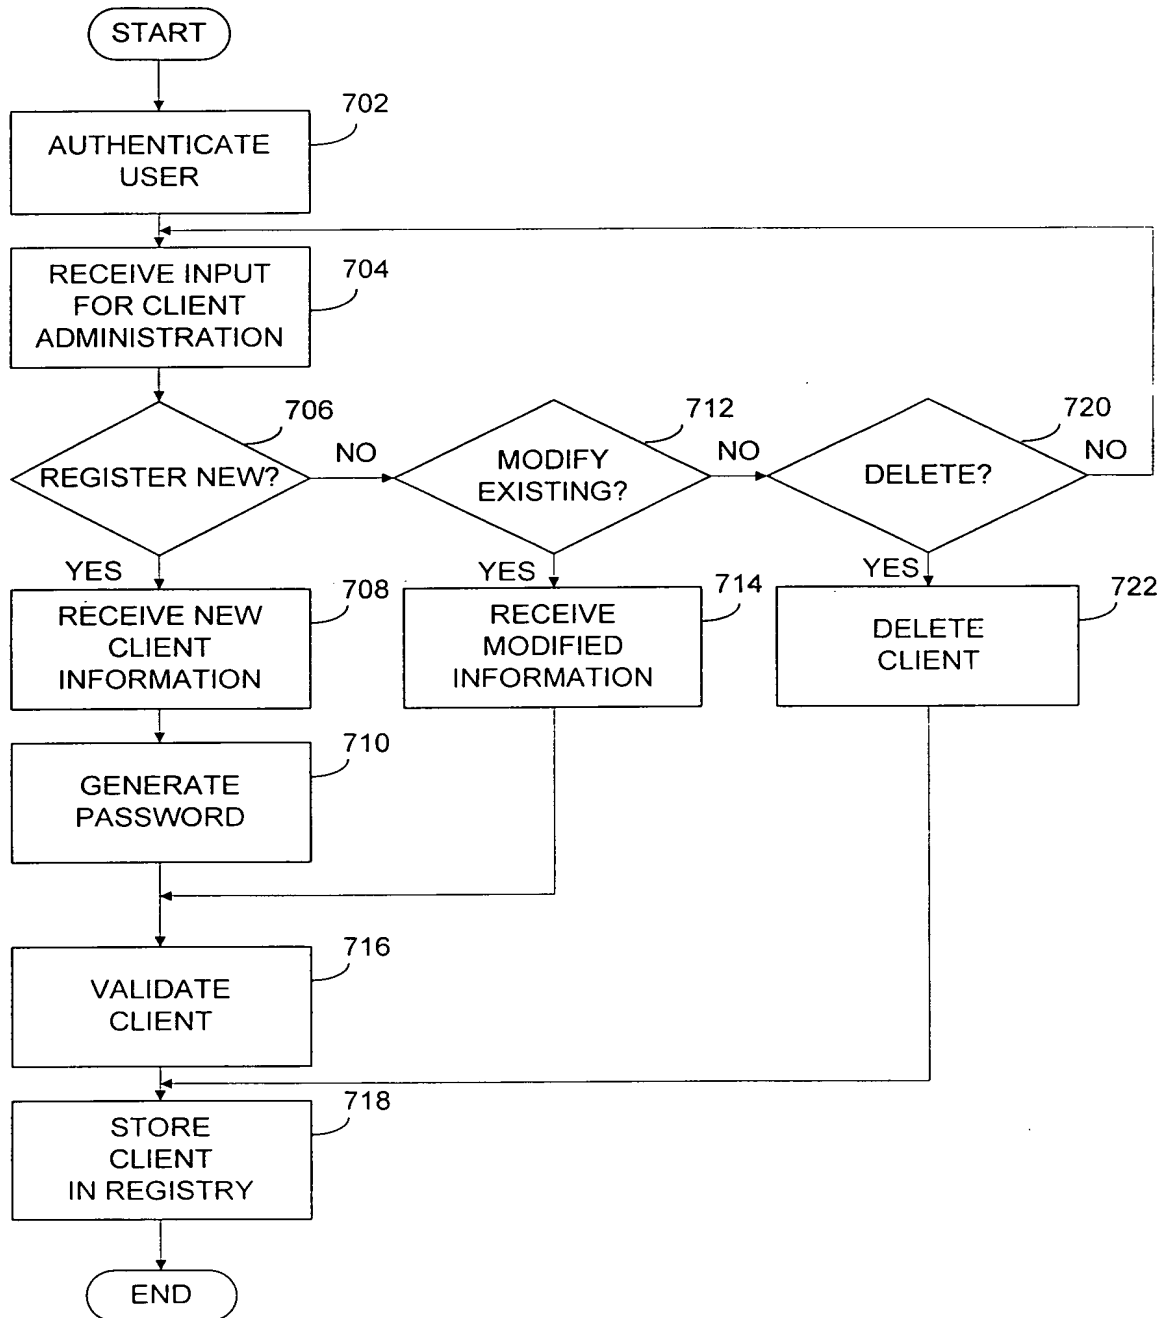 START
702
AUTHENTICATE
USER
704
RECEIVE INPUT
FOR CLIENT
ADMINISTRATION
706
REGISTER NEW?
NO
712
MODIFY
EXISTING?
NO
720
DELETE?
NO
YES
708
RECEIVE NEW
CLIENT
INFORMATION
YES
714
RECEIVE
MODIFIED
INFORMATION
YES
722
DELETE
CLIENT
710
GENERATE
PASSWORD
716
VALIDATE
CLIENT
718
STORE
CLIENT
IN REGISTRY
END